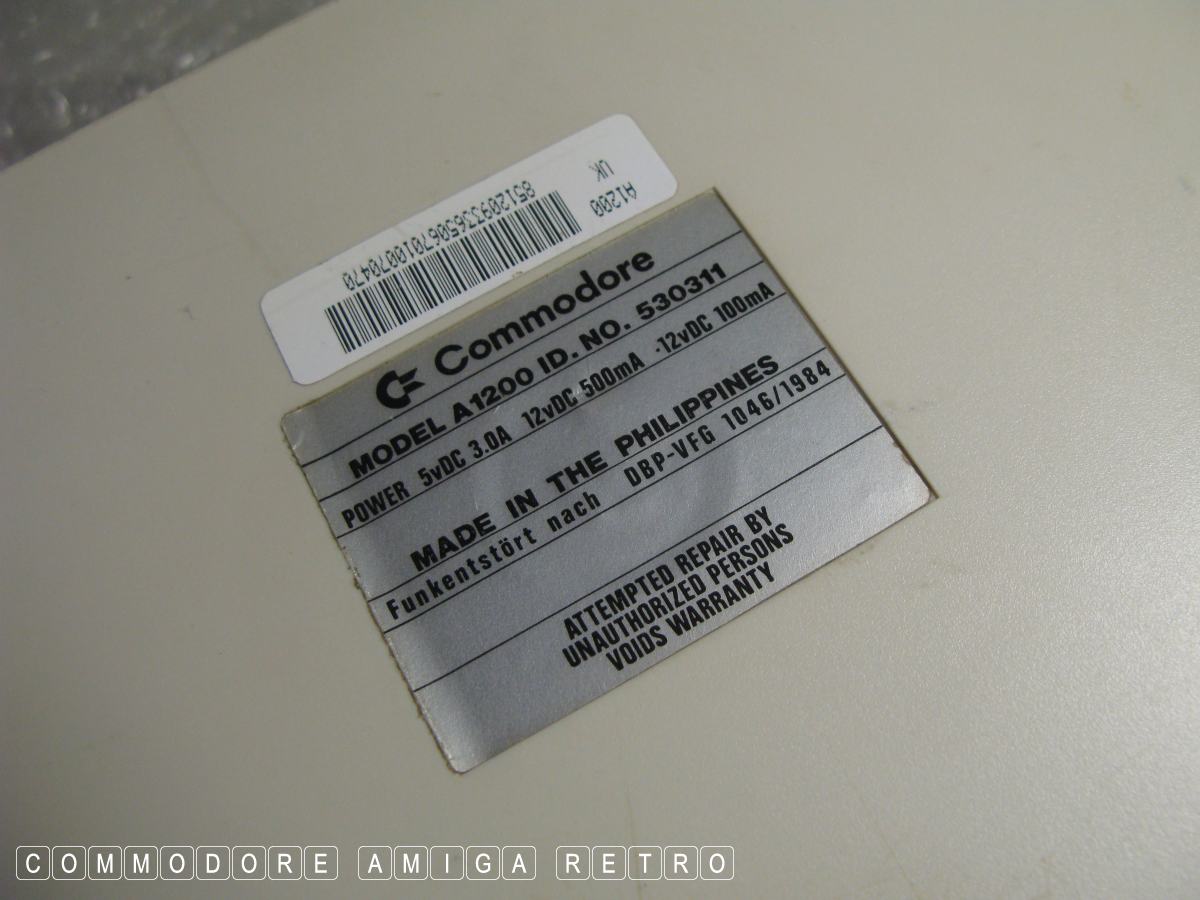 A1200
UK
85120933650670100070470
Commodore
MODEL A1200 ID. NO. 530311
POWER 5vDC 3.0A 12vDC 500mA -12vDC 100mA
MADE IN THE PHILIPPINES
Funkentstört nach DBP-VFG 1046/1984
ATTEMPTED REPAIR BY
UNAUTHORIZED PERSONS
VOIDS WARRANTY
COMMODORE AMIGA RETRO